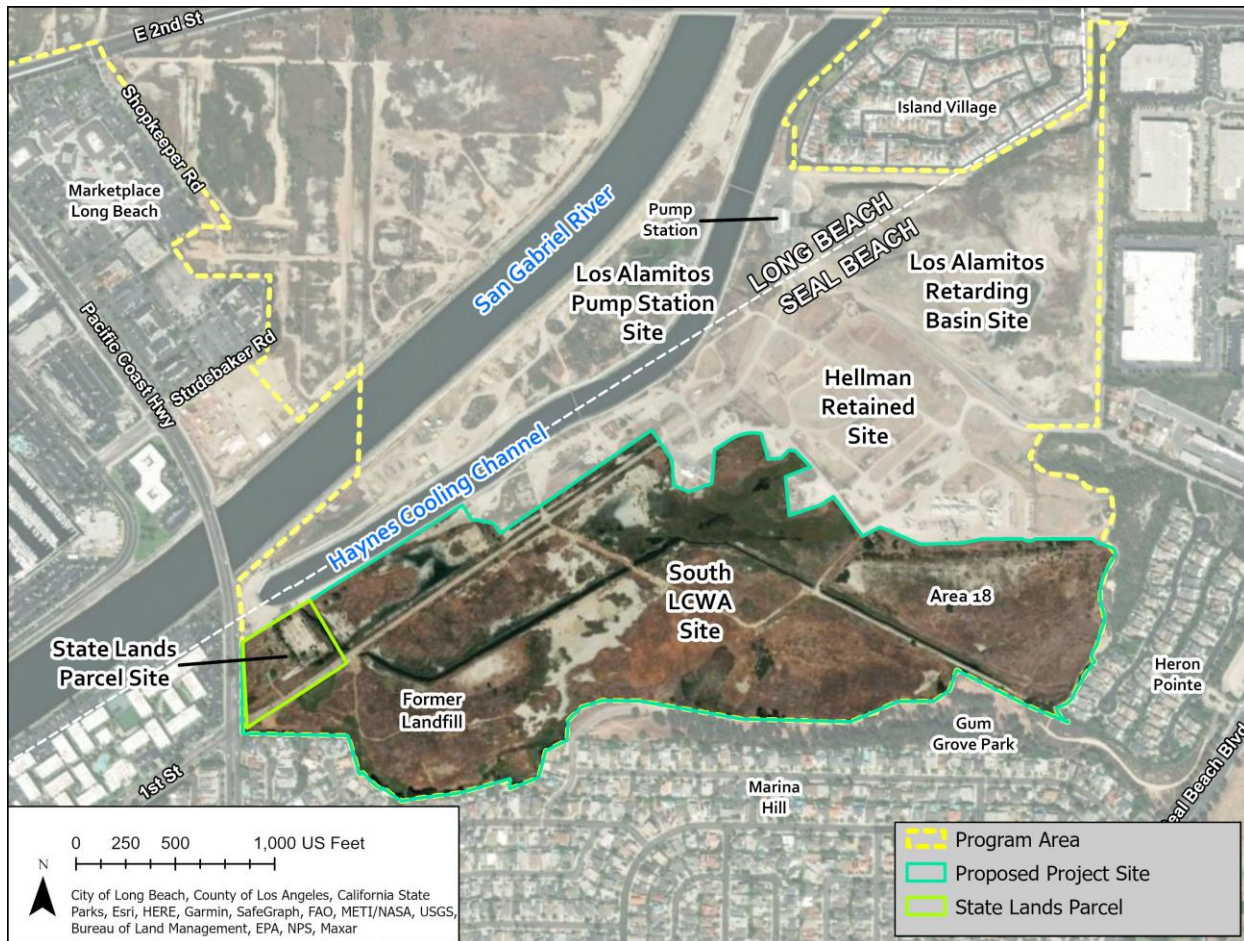 E 2nd St
Shopkeeper Rd
Island Village
Marketplace
Long Beach
Pump
Station
San Gabriel River
LONG BEACH
SEAL BEACH
Los Alamitos
Pump Station
Site
Los Alamitos
Retarding
Basin Site
Pacific Coast Hwy
Studebaker Rd
Hellman
Retained
Site
Haynes Cooling Channel
South
LCWA
Site
Area 18
State Lands
Parcel Site
Former
Landfill
Heron
Pointe
Gum
Grove Park
1st St
Marina
Hill
Seal Beach Blvd
0 250 500 1,000 US Feet
N
City of Long Beach, County of Los Angeles, California State
Parks, Esri, HERE, Garmin, SafeGraph, FAO, METI/NASA, USGS,
Bureau of Land Management, EPA, NPS, Maxar
Program Area
Proposed Project Site
State Lands Parcel